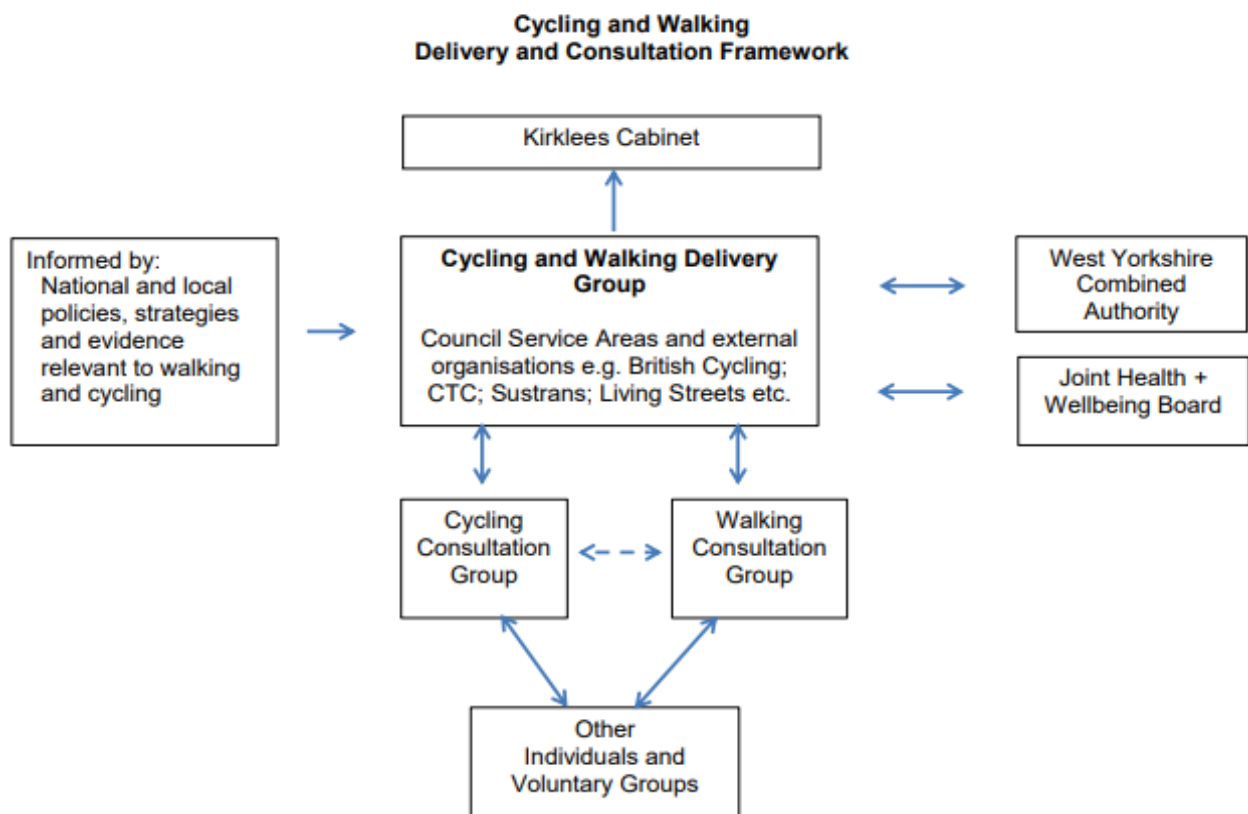 Cycling and Walking
Delivery and Consultation Framework
Kirklees Cabinet
Informed by:
National and local
policies, strategies
and evidence
relevant to walking
and cycling
Cycling and Walking Delivery
Group
Council Service Areas and external
organisations e.g. British Cycling;
CTC; Sustrans; Living Streets etc.
West Yorkshire
Combined
Authority
Joint Health +
Wellbeing Board
Cycling
Consultation
Group
Walking
Consultation
Group
Other
Individuals and
Voluntary Groups